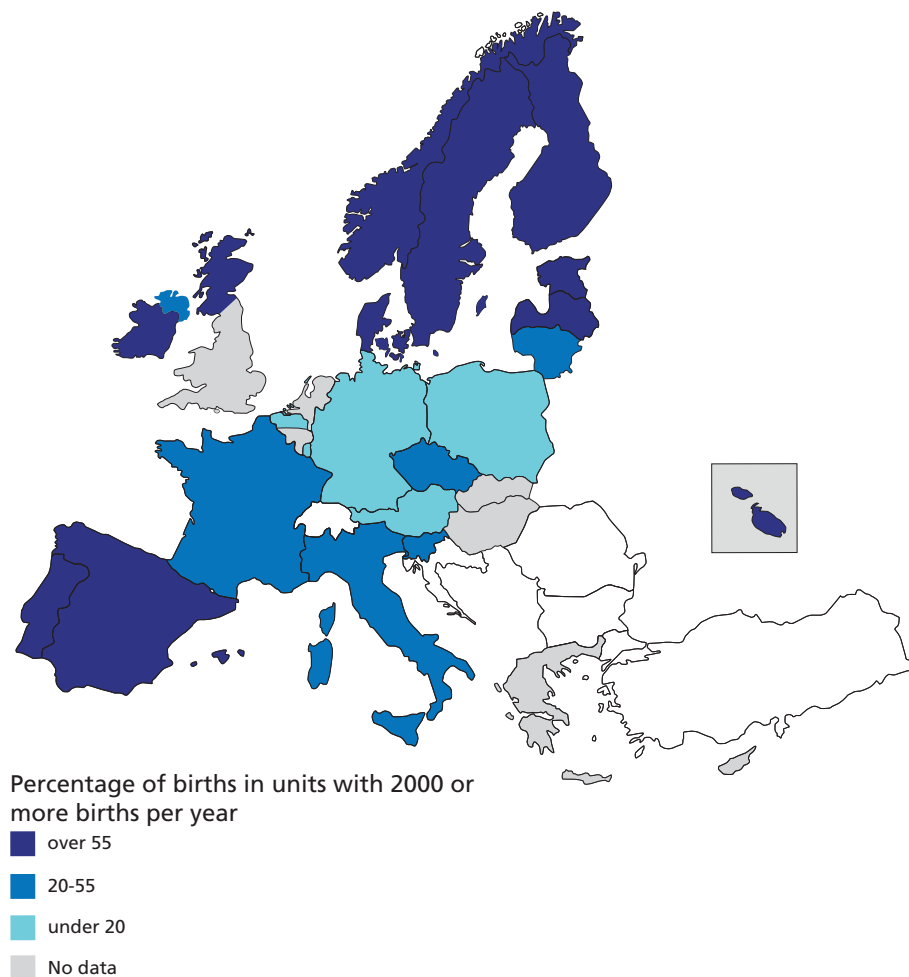 Percentage of births in units with 2000 or
more births per year
over 55
20-55
under 20
No data